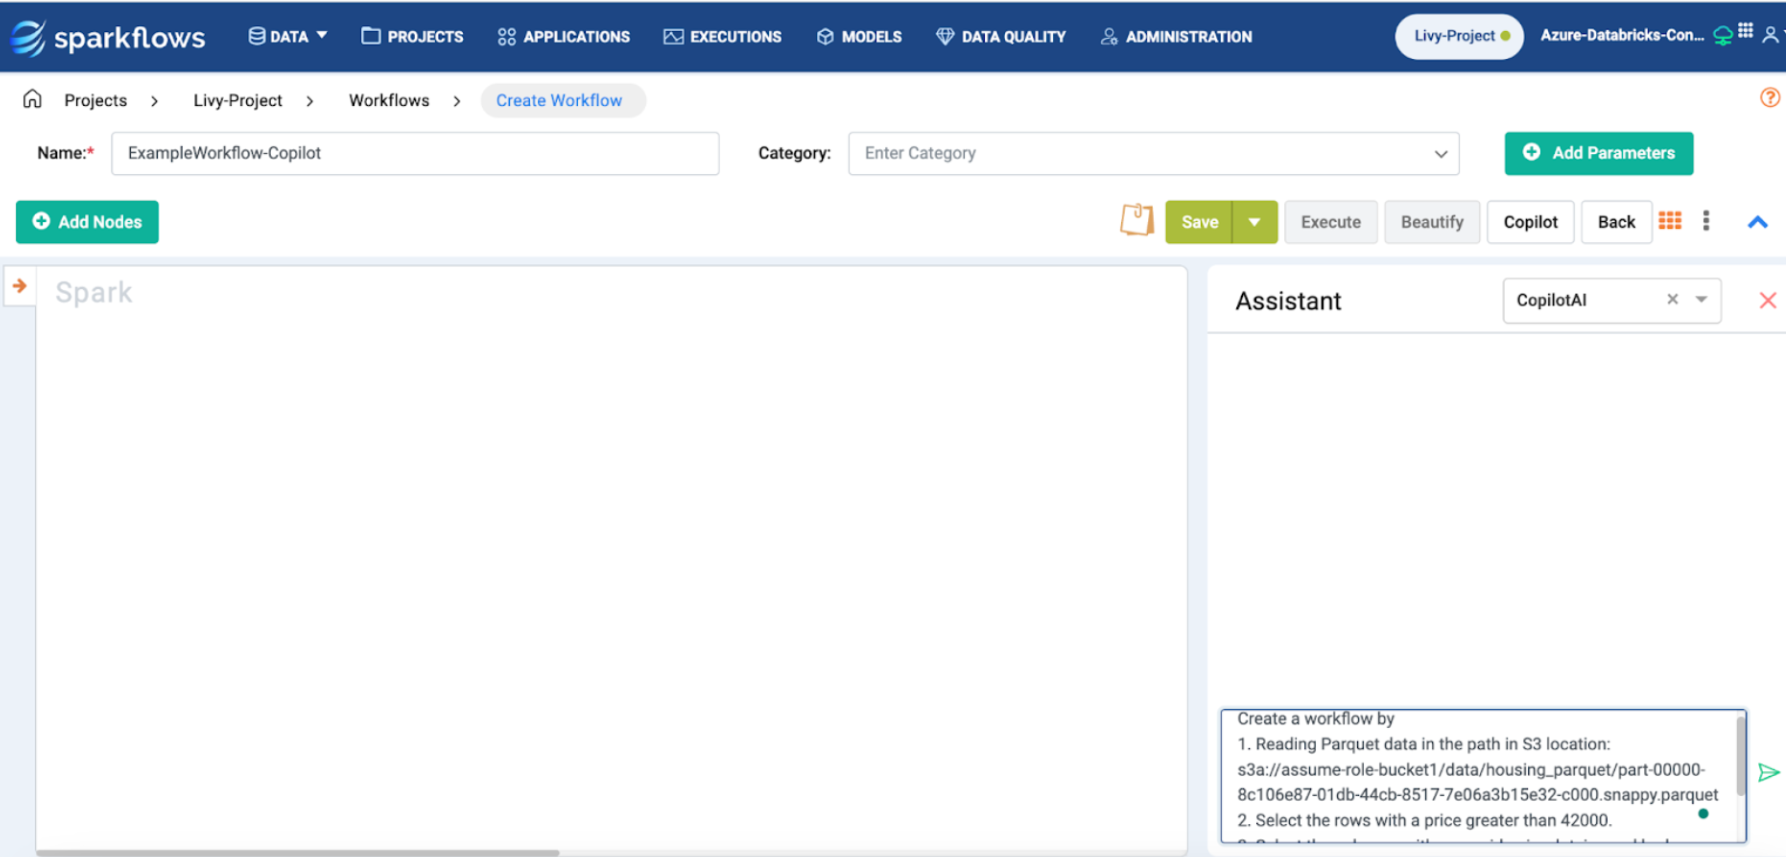 sparkflows DATA PROJECTS APPLICATIONS EXECUTIONS MODELS DATA QUALITY ADMINISTRATION Livy-Project Azure-Databricks-Con...
Projects > Livy-Project > Workflows > Create Workflow
Name:* ExampleWorkflow-Copilot Category: Enter Category Add Parameters
Add Nodes Save Execute Beautify Copilot Back
Spark
Assistant CopilotAI
Create a workflow by
1. Reading Parquet data in the path in S3 location:
s3a://assume-role-bucket1/data/housing_parquet/part-00000-
8c106e87-01db-44cb-8517-7e06a3b15e32-c000.snappy.parquet
2. Select the rows with a price greater than 42000.